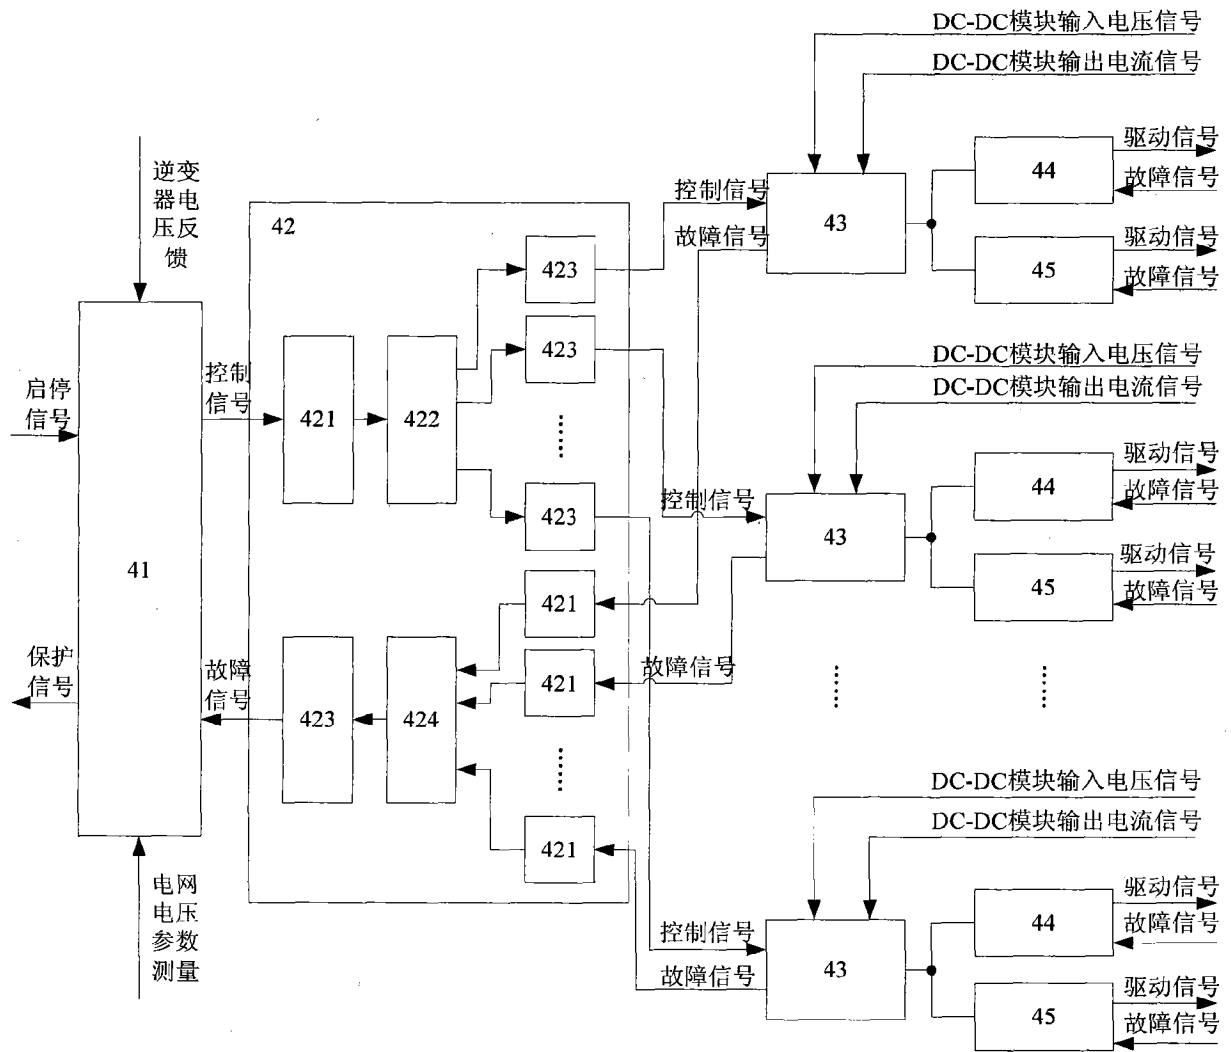 DC-DC模块输入电压信号
DC-DC模块输出电流信号
逆变
器电
压反
馈
42
控制信号
故障信号
43
44
驱动信号
故障信号
45
驱动信号
故障信号
423
423
……
423
启停
信号
控制
信号
421
422
DC-DC模块输入电压信号
DC-DC模块输出电流信号
控制信号
43
44
驱动信号
故障信号
45
驱动信号
故障信号
41
421
421
……
421
保护
信号
故障
信号
423
424
故障信号
……
……
DC-DC模块输入电压信号
DC-DC模块输出电流信号
电网
电压
参数
测量
控制信号
故障信号
43
44
驱动信号
故障信号
45
驱动信号
故障信号